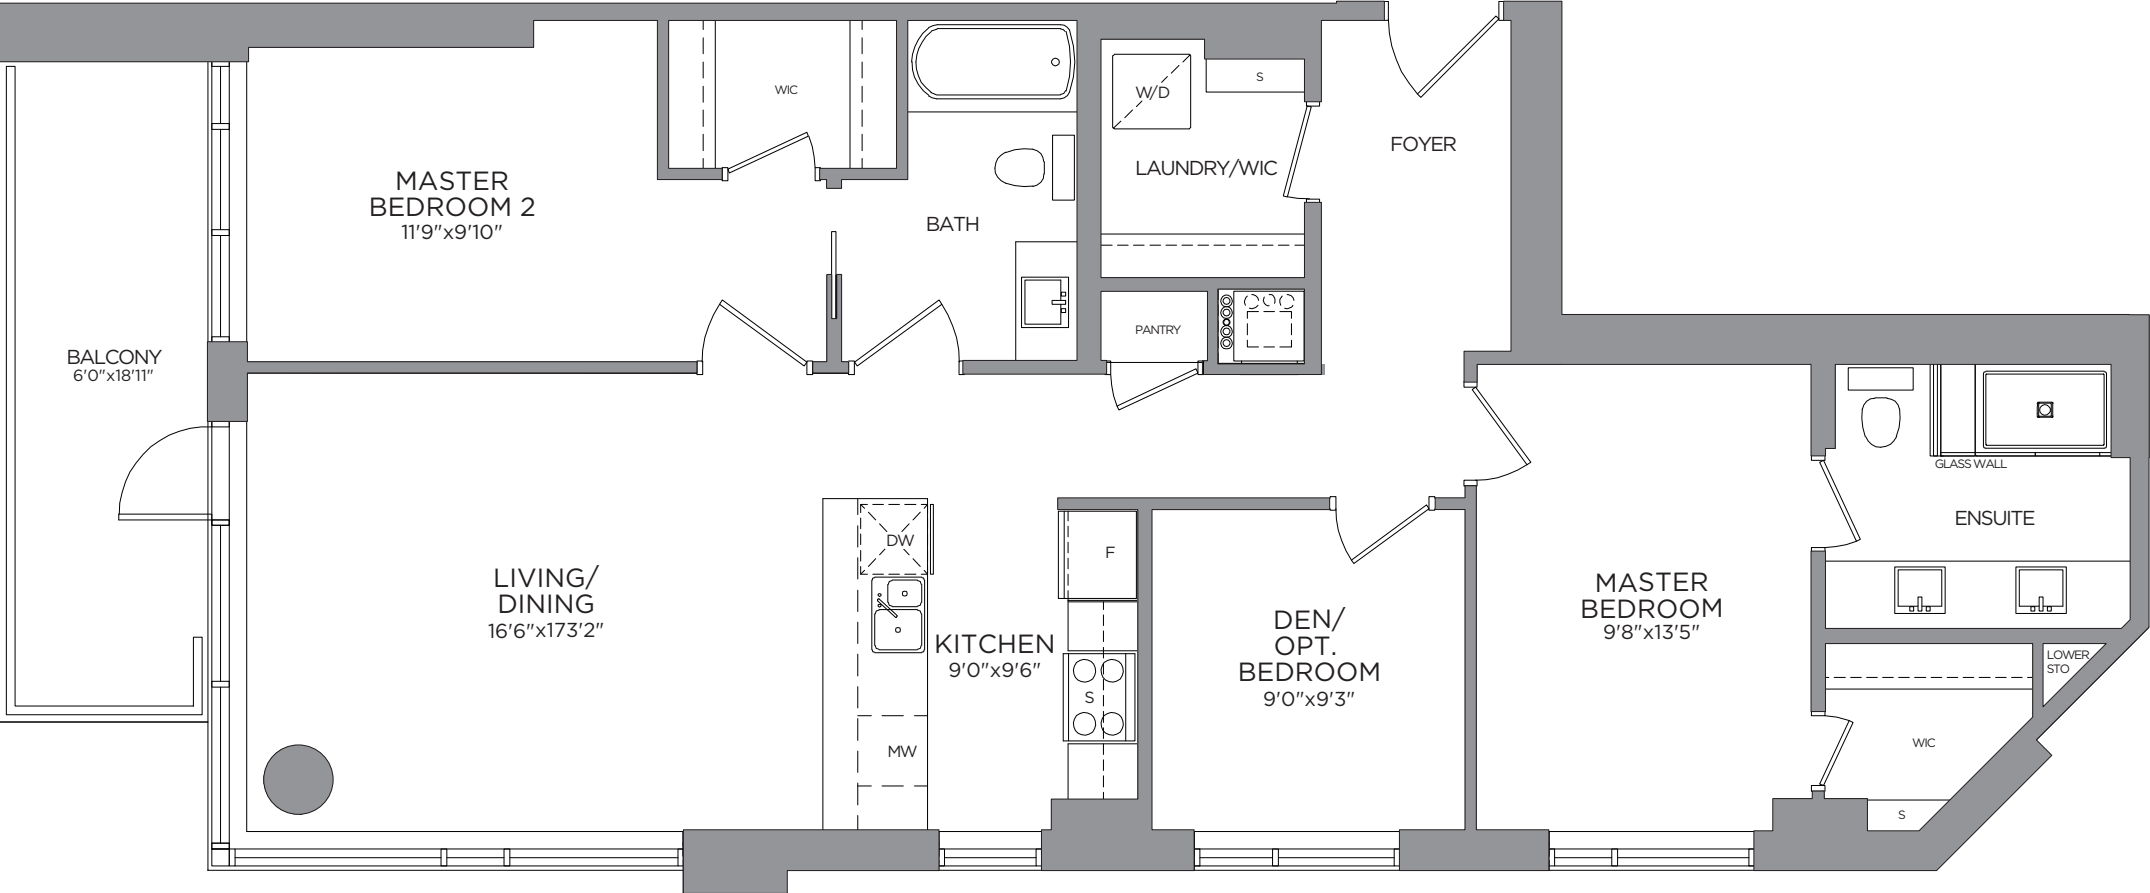 WIC
W/D
S
FOYER
LAUNDRY/WIC
MASTER
BEDROOM 2
11'9"x9'10"
BATH
PANTRY
BALCONY
6'0"x18'11"
GLASS WALL
ENSUITE
DW
F
LIVING/
DINING
16'6"x173'2"
KITCHEN
9'0"x9'6"
S
MW
DEN/
OPT.
BEDROOM
9'0"x9'3"
MASTER
BEDROOM
9'8"x13'5"
LOWER
STO
WIC
S